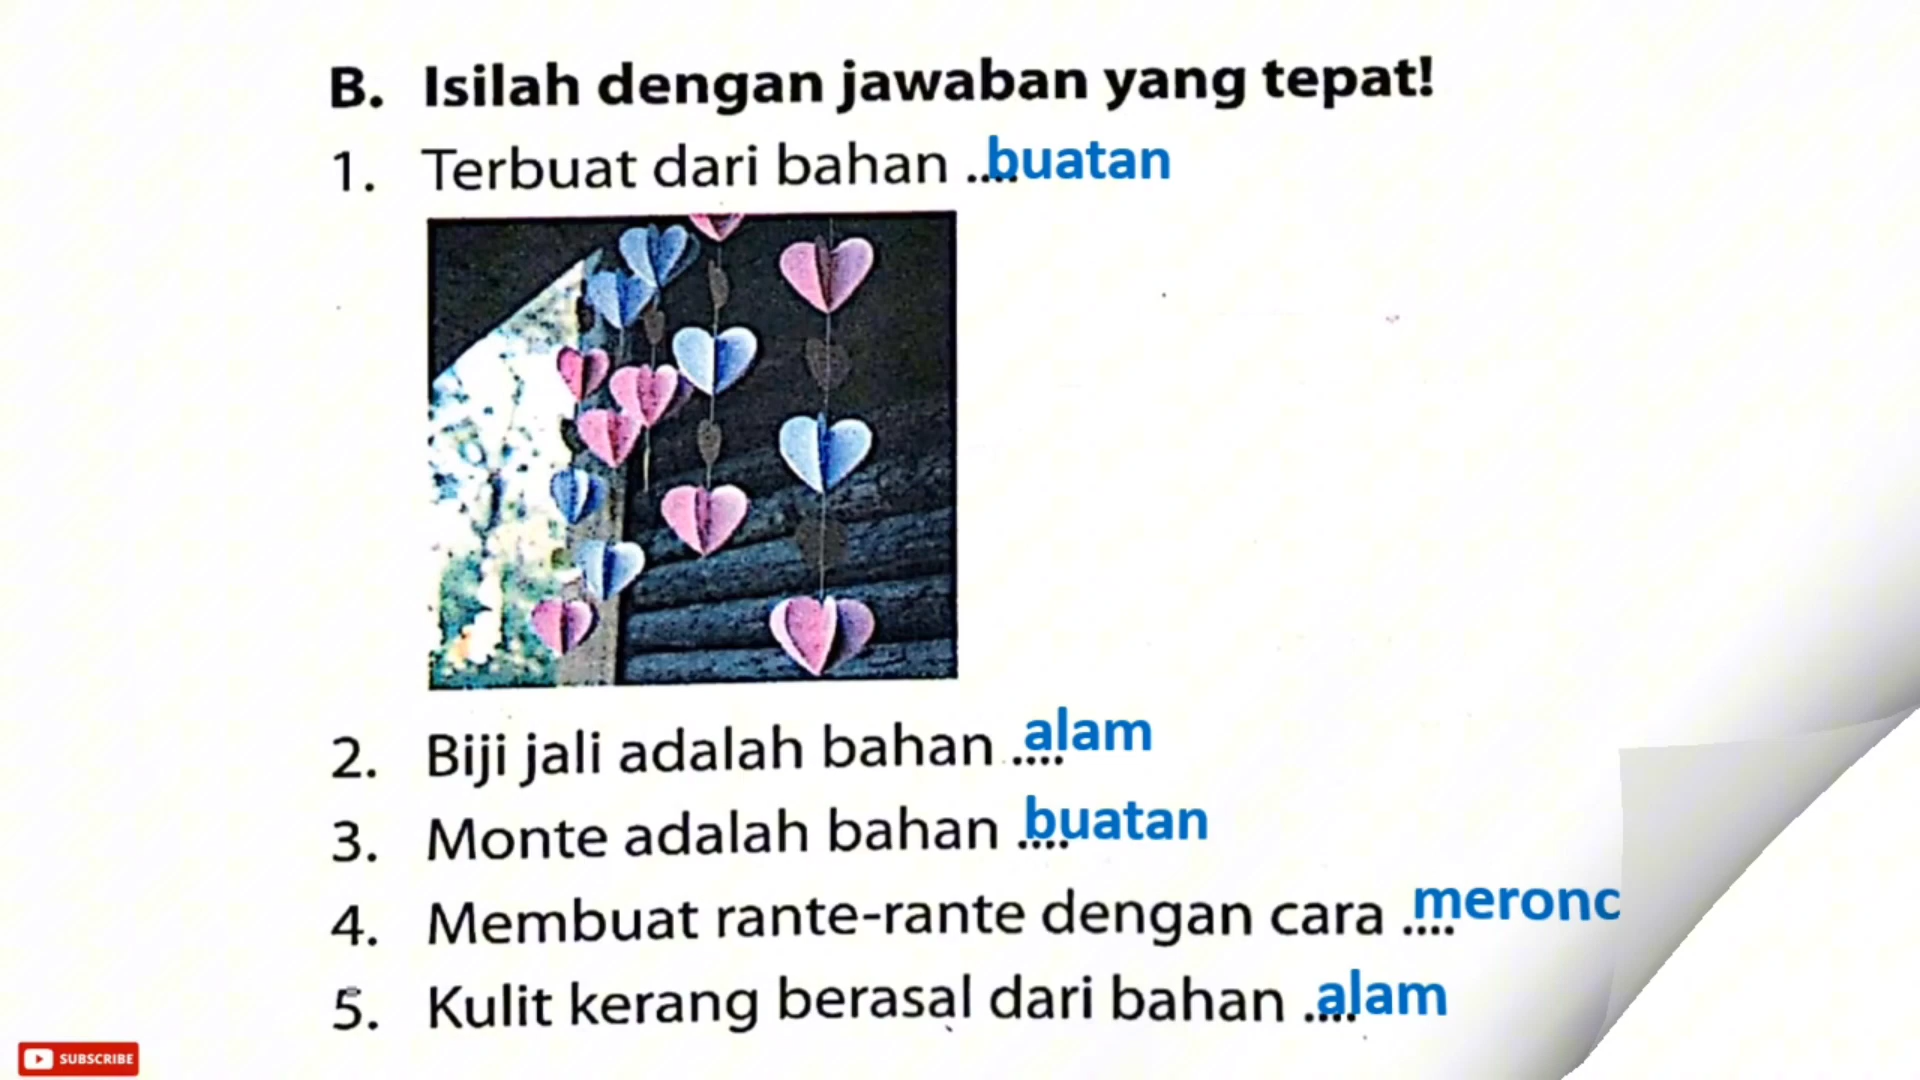 B. Isilah dengan jawaban yang tepat!
1. Terbuat dari bahan .... buatan
2. Biji jali adalah bahan .... alam
3. Monte adalah bahan .... buatan
4. Membuat rante-rante dengan cara .... meronc
5. Kulit kerang berasal dari bahan .... alam
SUBSCRIBE